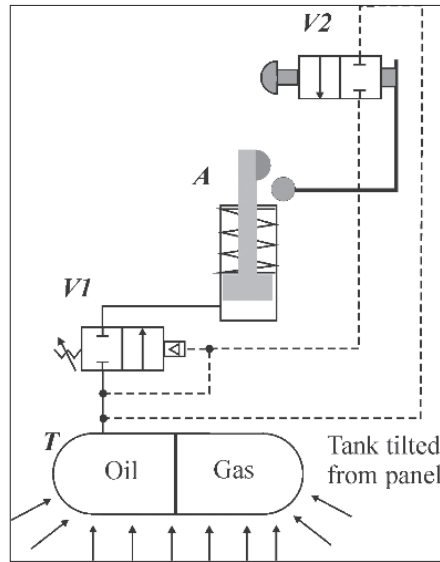 V2
A
V1
T
Oil
Gas
Tank tilted
from panel